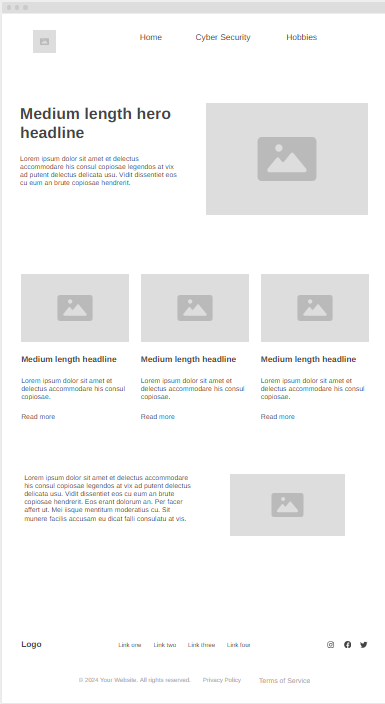 Home
Cyber Security
Hobbies
Medium length hero
headline
Lorem ipsum dolor sit amet et delectus
accommodare his consul copiosae legendos at vix
ad putent delectus delicata usu. Vidit dissentiet eos
cu eum an brute copiosae hendrerit.
Medium length headline
Lorem ipsum dolor sit amet et
delectus accommodare his consul
copiosae.
Read more
Medium length headline
Lorem ipsum dolor sit amet et
delectus accommodare his consul
copiosae.
Read more
Medium length headline
Lorem ipsum dolor sit amet et
delectus accommodare his consul
copiosae.
Read more
Lorem ipsum dolor sit amet et delectus accommodare
his consul copiosae legendos at vix ad putent delectus
delicata usu. Vidit dissentiet eos cu eum an brute
copiosae hendrerit. Eos erant dolorum an. Per facer
affert ut. Mei iisque mentitum moderatius cu. Sit
munere facilis accusam eu dicat falli consulatu at vis.
Logo
Link one
Link two
Link three
Link four
© 2024 Your Website. All rights reserved.
Privacy Policy
Terms of Service